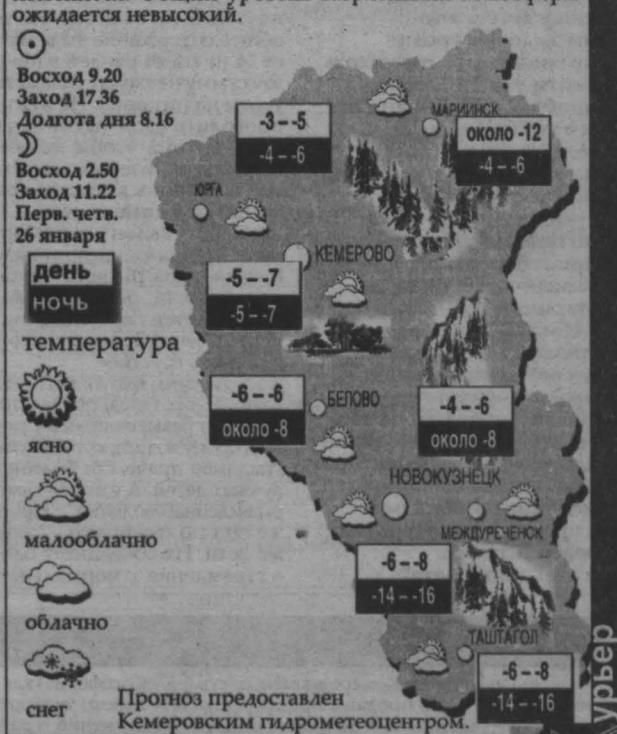 ожидается невысокий.
Восход 9.20
Заход 17.36
Долгота дня 8.16
Восход 2.50
Заход 11.22
Перв. четв.
26 января
день
ночь
температура
ясно
малооблачно
облачно
снег
-3 – -5
-4 – -6
МАРИИНСК
около -12
-4 – -6
ЮРГА
КЕМЕРОВО
-5 – -7
-5 – -7
-6 – -6
около -8
БЕЛОВО
-4 – -6
около -8
НОВОКУЗНЕЦК
МЕЖДУРЕЧЕНСК
-6 – -8
-14 – -16
ТАШТАГОЛ
-6 – -8
-14 – -16
Прогноз предоставлен
Кемеровским гидрометеоцентром.
урьер